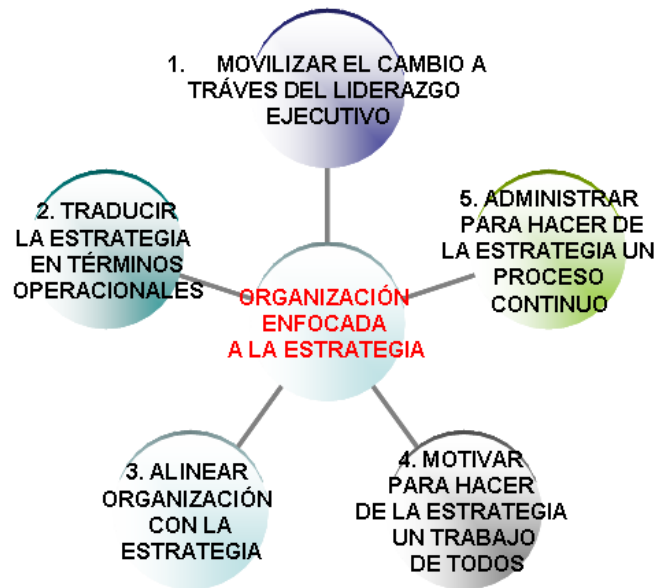 1. MOVILIZAR EL CAMBIO A
TRÁVES DEL LIDERAZGO
EJECUTIVO
2. TRADUCIR
LA ESTRATEGIA
EN TÉRMINOS
OPERACIONALES
5. ADMINISTRAR
PARA HACER DE
LA ESTRATEGIA UN
PROCESO
CONTINUO
ORGANIZACIÓN
ENFOCADA
A LA ESTRATEGIA
3. ALINEAR
ORGANIZACIÓN
CON LA
ESTRATEGIA
4. MOTIVAR
PARA HACER
DE LA ESTRATEGIA
UN TRABAJO
DE TODOS